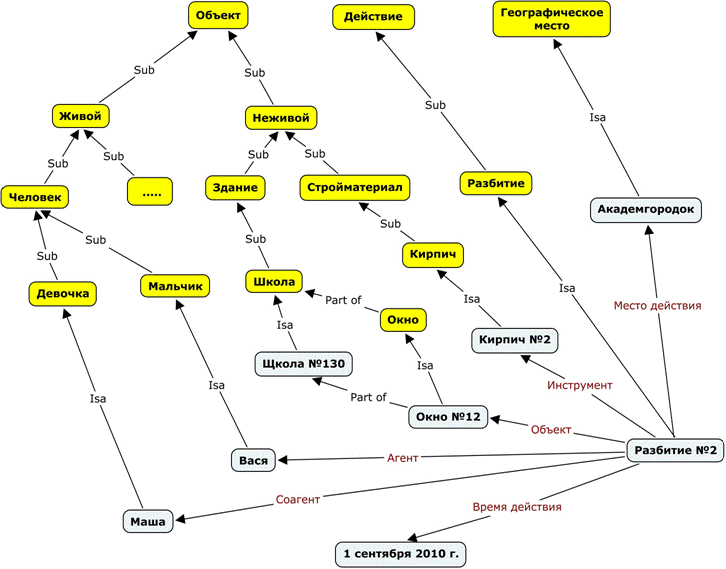 Объект
Действие
Географическое
место
Sub
Sub
Sub
Isa
Живой
Неживой
Sub
Sub
Sub
Sub
Человек
.....
Здание
Стройматериал
Разбитие
Академгородок
Sub
Sub
Sub
Sub
Кирпич
Девочка
Мальчик
Школа
Isa
Isa
Part of
Место действия
Окно
Isa
Щкола №130
Кирпич №2
Isa
Isa
Isa
Инструмент
Part of
Окно №12
Объект
Вася
Агент
Разбитие №2
Соагент
Время действия
Маша
1 сентября 2010 г.